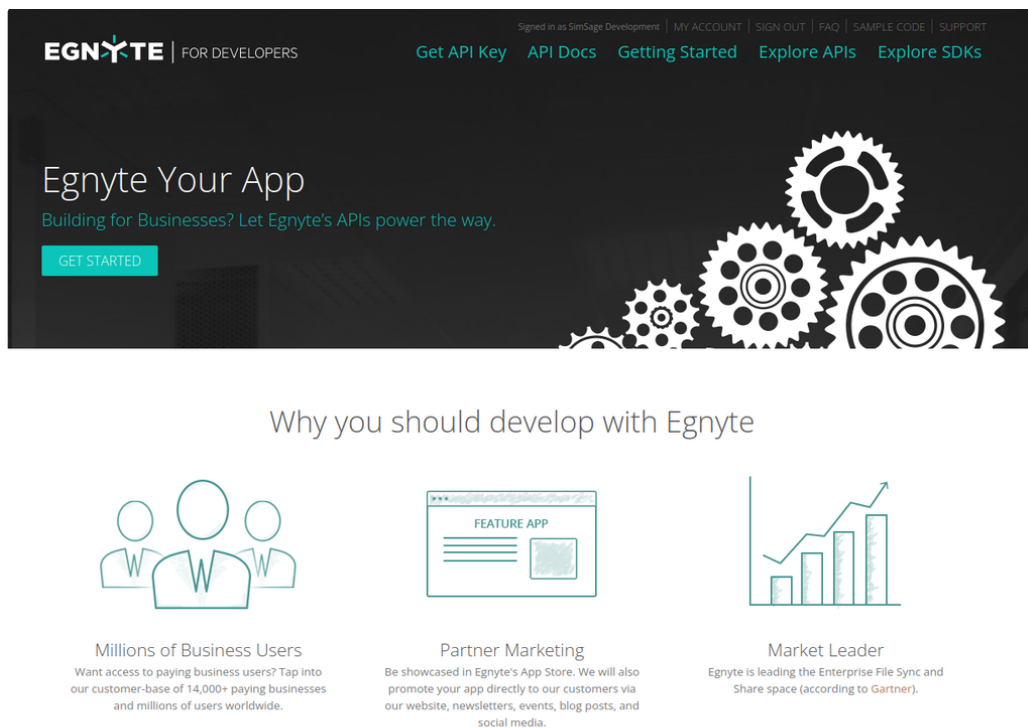 Signed in as SimSage Development | MY ACCOUNT | SIGN OUT | FAQ | SAMPLE CODE | SUPPORT
EGNYTE | FOR DEVELOPERS
Get API Key API Docs Getting Started Explore APIs Explore SDKs
Egnyte Your App
Building for Businesses? Let Egnyte's APIs power the way.
GET STARTED
Why you should develop with Egnyte
FEATURE APP
Millions of Business Users
Want access to paying business users? Tap into
our customer-base of 14,000+ paying businesses
and millions of users worldwide.
Partner Marketing
Be showcased in Egnyte's App Store. We will also
promote your app directly to our customers via
our website, newsletters, events, blog posts, and
social media.
Market Leader
Egnyte is leading the Enterprise File Sync and
Share space (according to Gartner).